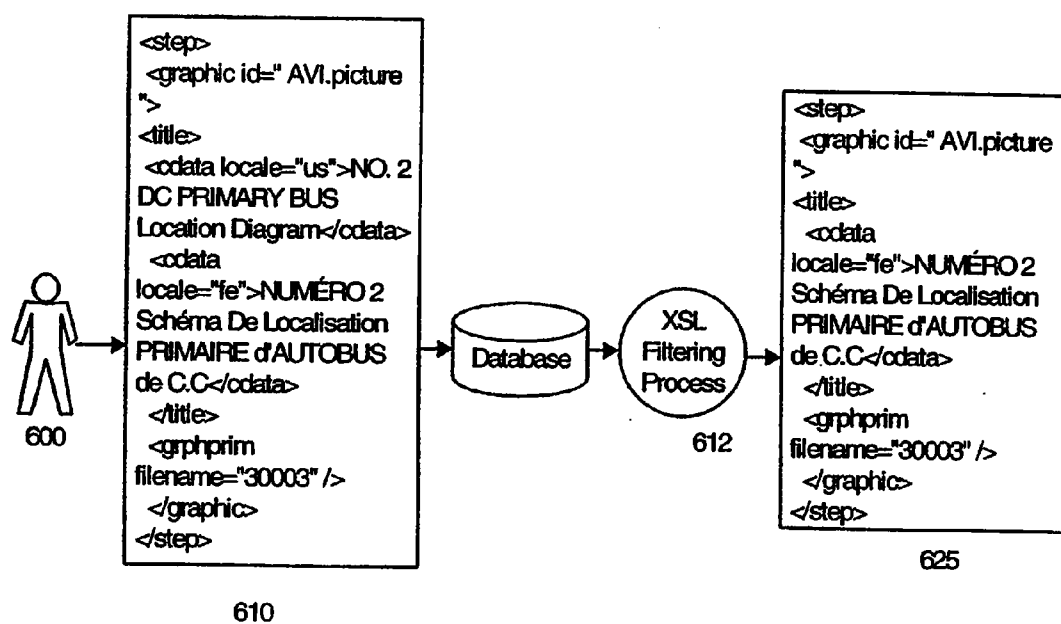 <step>
<graphic id=" AVI.picture
">
<title>
<cdata locale="us">NO. 2
DC PRIMARY BUS
Location Diagram</cdata>
<cdata
locale="fe">NUMÉRO 2
Schéma De Localisation
PRIMAIRE d'AUTOBUS
de C.C</cdata>
</title>
<grphprim
filename="30003" />
</graphic>
</step>
600
610
Database
XSL
Filtering
Process
612
<step>
<graphic id=" AVI.picture
">
<title>
<cdata
locale="fe">NUMÉRO 2
Schéma De Localisation
PRIMAIRE d'AUTOBUS
de C.C</cdata>
</title>
<grphprim
filename="30003" />
</graphic>
</step>
625